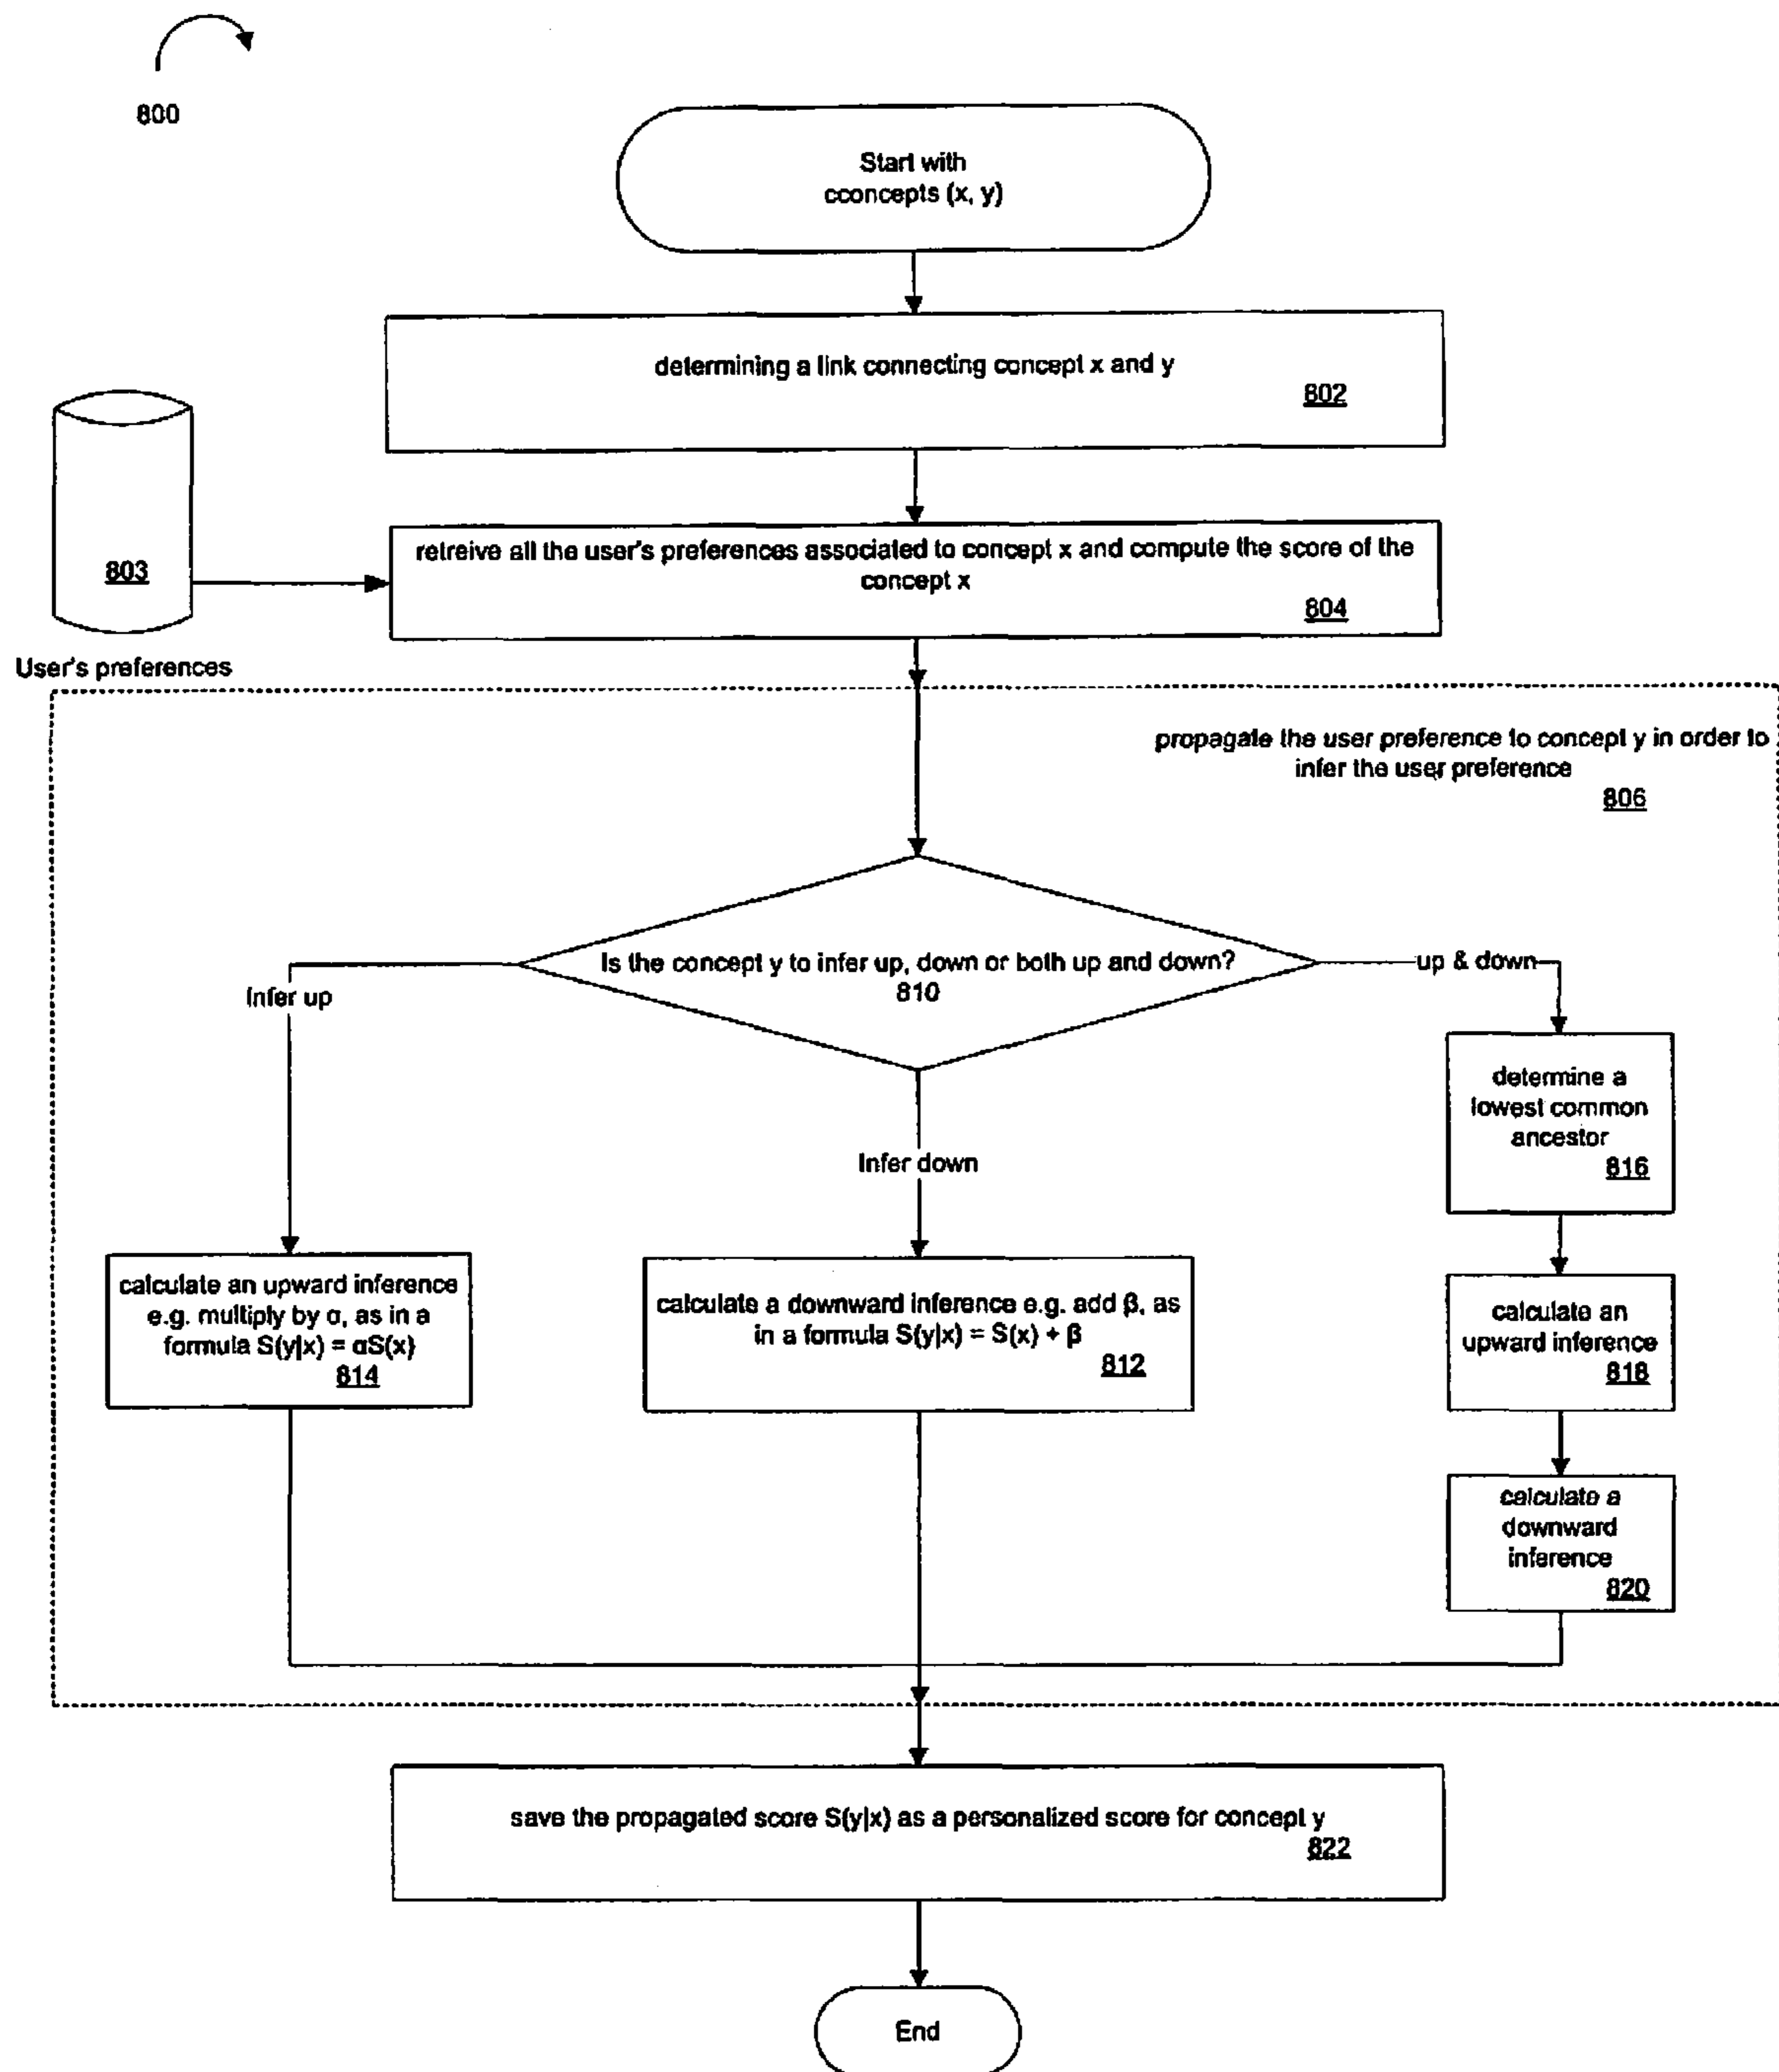 800
Start with
cconcepts (x, y)
determining a link connecting concept x and y
802
803
User's preferences
retreive all the user's preferences associated to concept x and compute the score of the
concept x
804
propagate the user preference to concept y in order to
infer the user preference
806
Is the concept y to infer up, down or both up and down?
810
Infer up
Infer down
up & down
determine a
lowest common
ancestor
816
calculate an upward inference
e.g. multiply by α, as in a
formula S(y|x) = αS(x)
814
calculate a downward inference e.g. add β, as
in a formula S(y|x) = S(x) + β
812
calculate an
upward inference
818
calculate a
downward
inference
820
save the propagated score S(y|x) as a personalized score for concept y
822
End